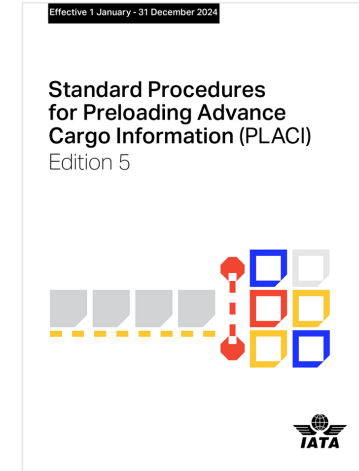 Effective 1 January - 31 December 2024
Standard Procedures
for Preloading Advance
Cargo Information (PLACI)
Edition 5
IATA